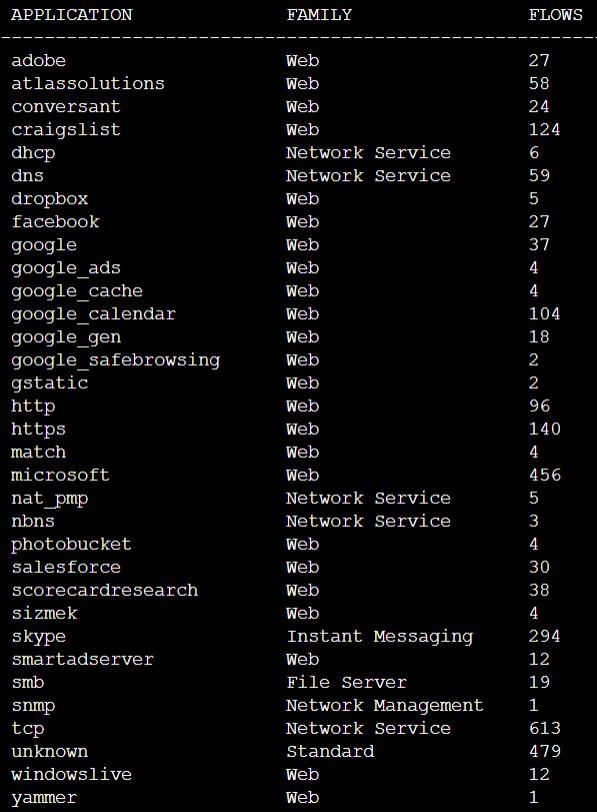 APPLICATION FAMILY FLOWS
adobe Web 27
atlassolutions Web 58
conversant Web 24
craigslist Web 124
dhcp Network Service 6
dns Network Service 59
dropbox Web 5
facebook Web 27
google Web 37
google_ads Web 4
google_cache Web 4
google_calendar Web 104
google_gen Web 18
google_safebrowsing Web 2
gstatic Web 2
http Web 96
https Web 140
match Web 4
microsoft Web 456
nat_pmp Network Service 5
nbns Network Service 3
photobucket Web 4
salesforce Web 30
scorecardresearch Web 38
sizmek Web 4
skype Instant Messaging 294
smartadserver Web 12
smb File Server 19
snmp Network Management 1
tcp Network Service 613
unknown Standard 479
windowslive Web 12
yammer Web 1